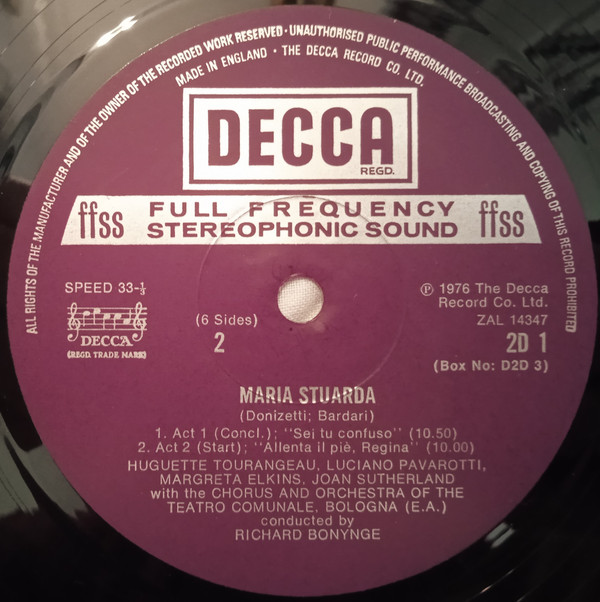 ALL RIGHTS OF THE MANUFACTURER AND OF THE OWNER OF THE RECORDED WORK RESERVED · UNAUTHORISED PUBLIC PERFORMANCE BROADCASTING AND COPYING OF THIS RECORD PROHIBITED
MADE IN ENGLAND · THE DECCA RECORD CO. LTD.
DECCA
REGD.
ffss FULL FREQUENCY STEREOPHONIC SOUND ffss
SPEED 33-⅓
DECCA
(REGD. TRADE MARK)
(6 Sides)
2
℗ 1976 The Decca
Record Co. Ltd.
ZAL 14347
2D 1
(Box No: D2D 3)
MARIA STUARDA
(Donizetti; Bardari)
1. Act 1 (Concl.); "Sei tu confuso" (10.50)
2. Act 2 (Start); "Allenta il piè, Regina" (10.00)
HUGUETTE TOURANGEAU, LUCIANO PAVAROTTI,
MARGRETA ELKINS, JOAN SUTHERLAND
with the CHORUS AND ORCHESTRA OF THE
TEATRO COMUNALE, BOLOGNA (E.A.)
conducted by
RICHARD BONYNGE